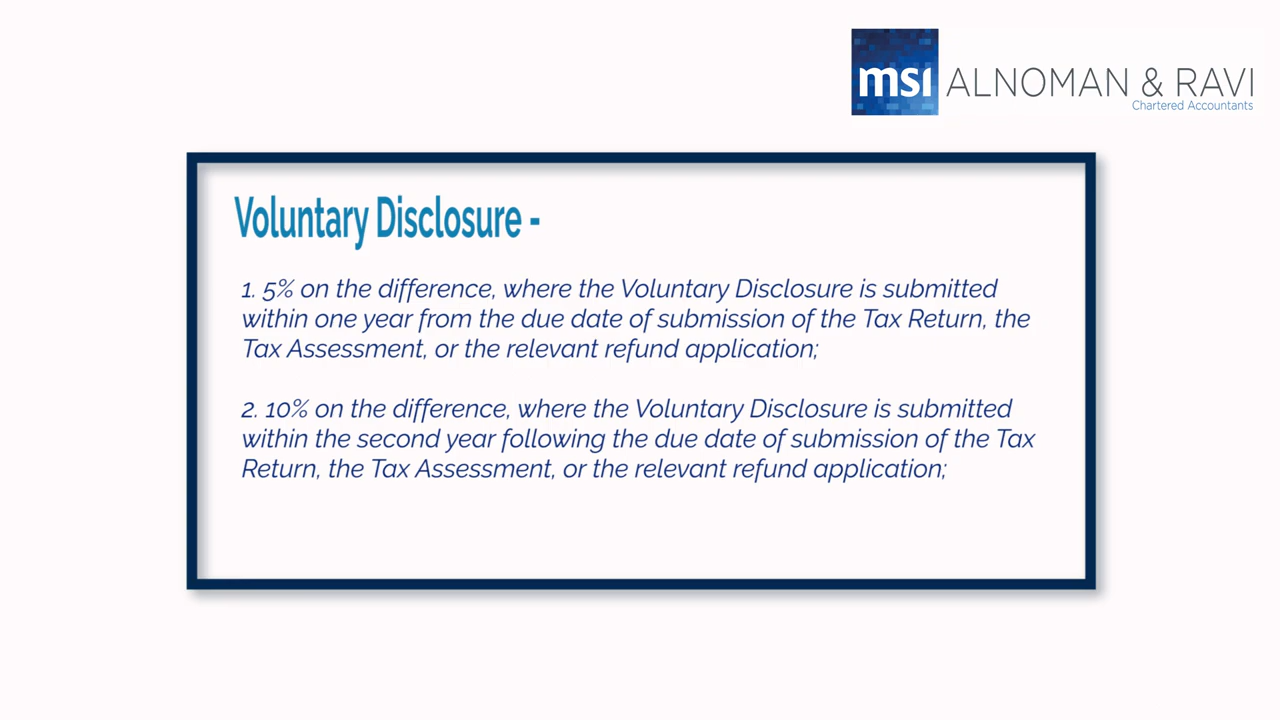 msi ALNOMAN & RAVI
Chartered Accountants
Voluntary Disclosure -
1. 5% on the difference, where the Voluntary Disclosure is submitted
within one year from the due date of submission of the Tax Return, the
Tax Assessment, or the relevant refund application;
2. 10% on the difference, where the Voluntary Disclosure is submitted
within the second year following the due date of submission of the Tax
Return, the Tax Assessment, or the relevant refund application;